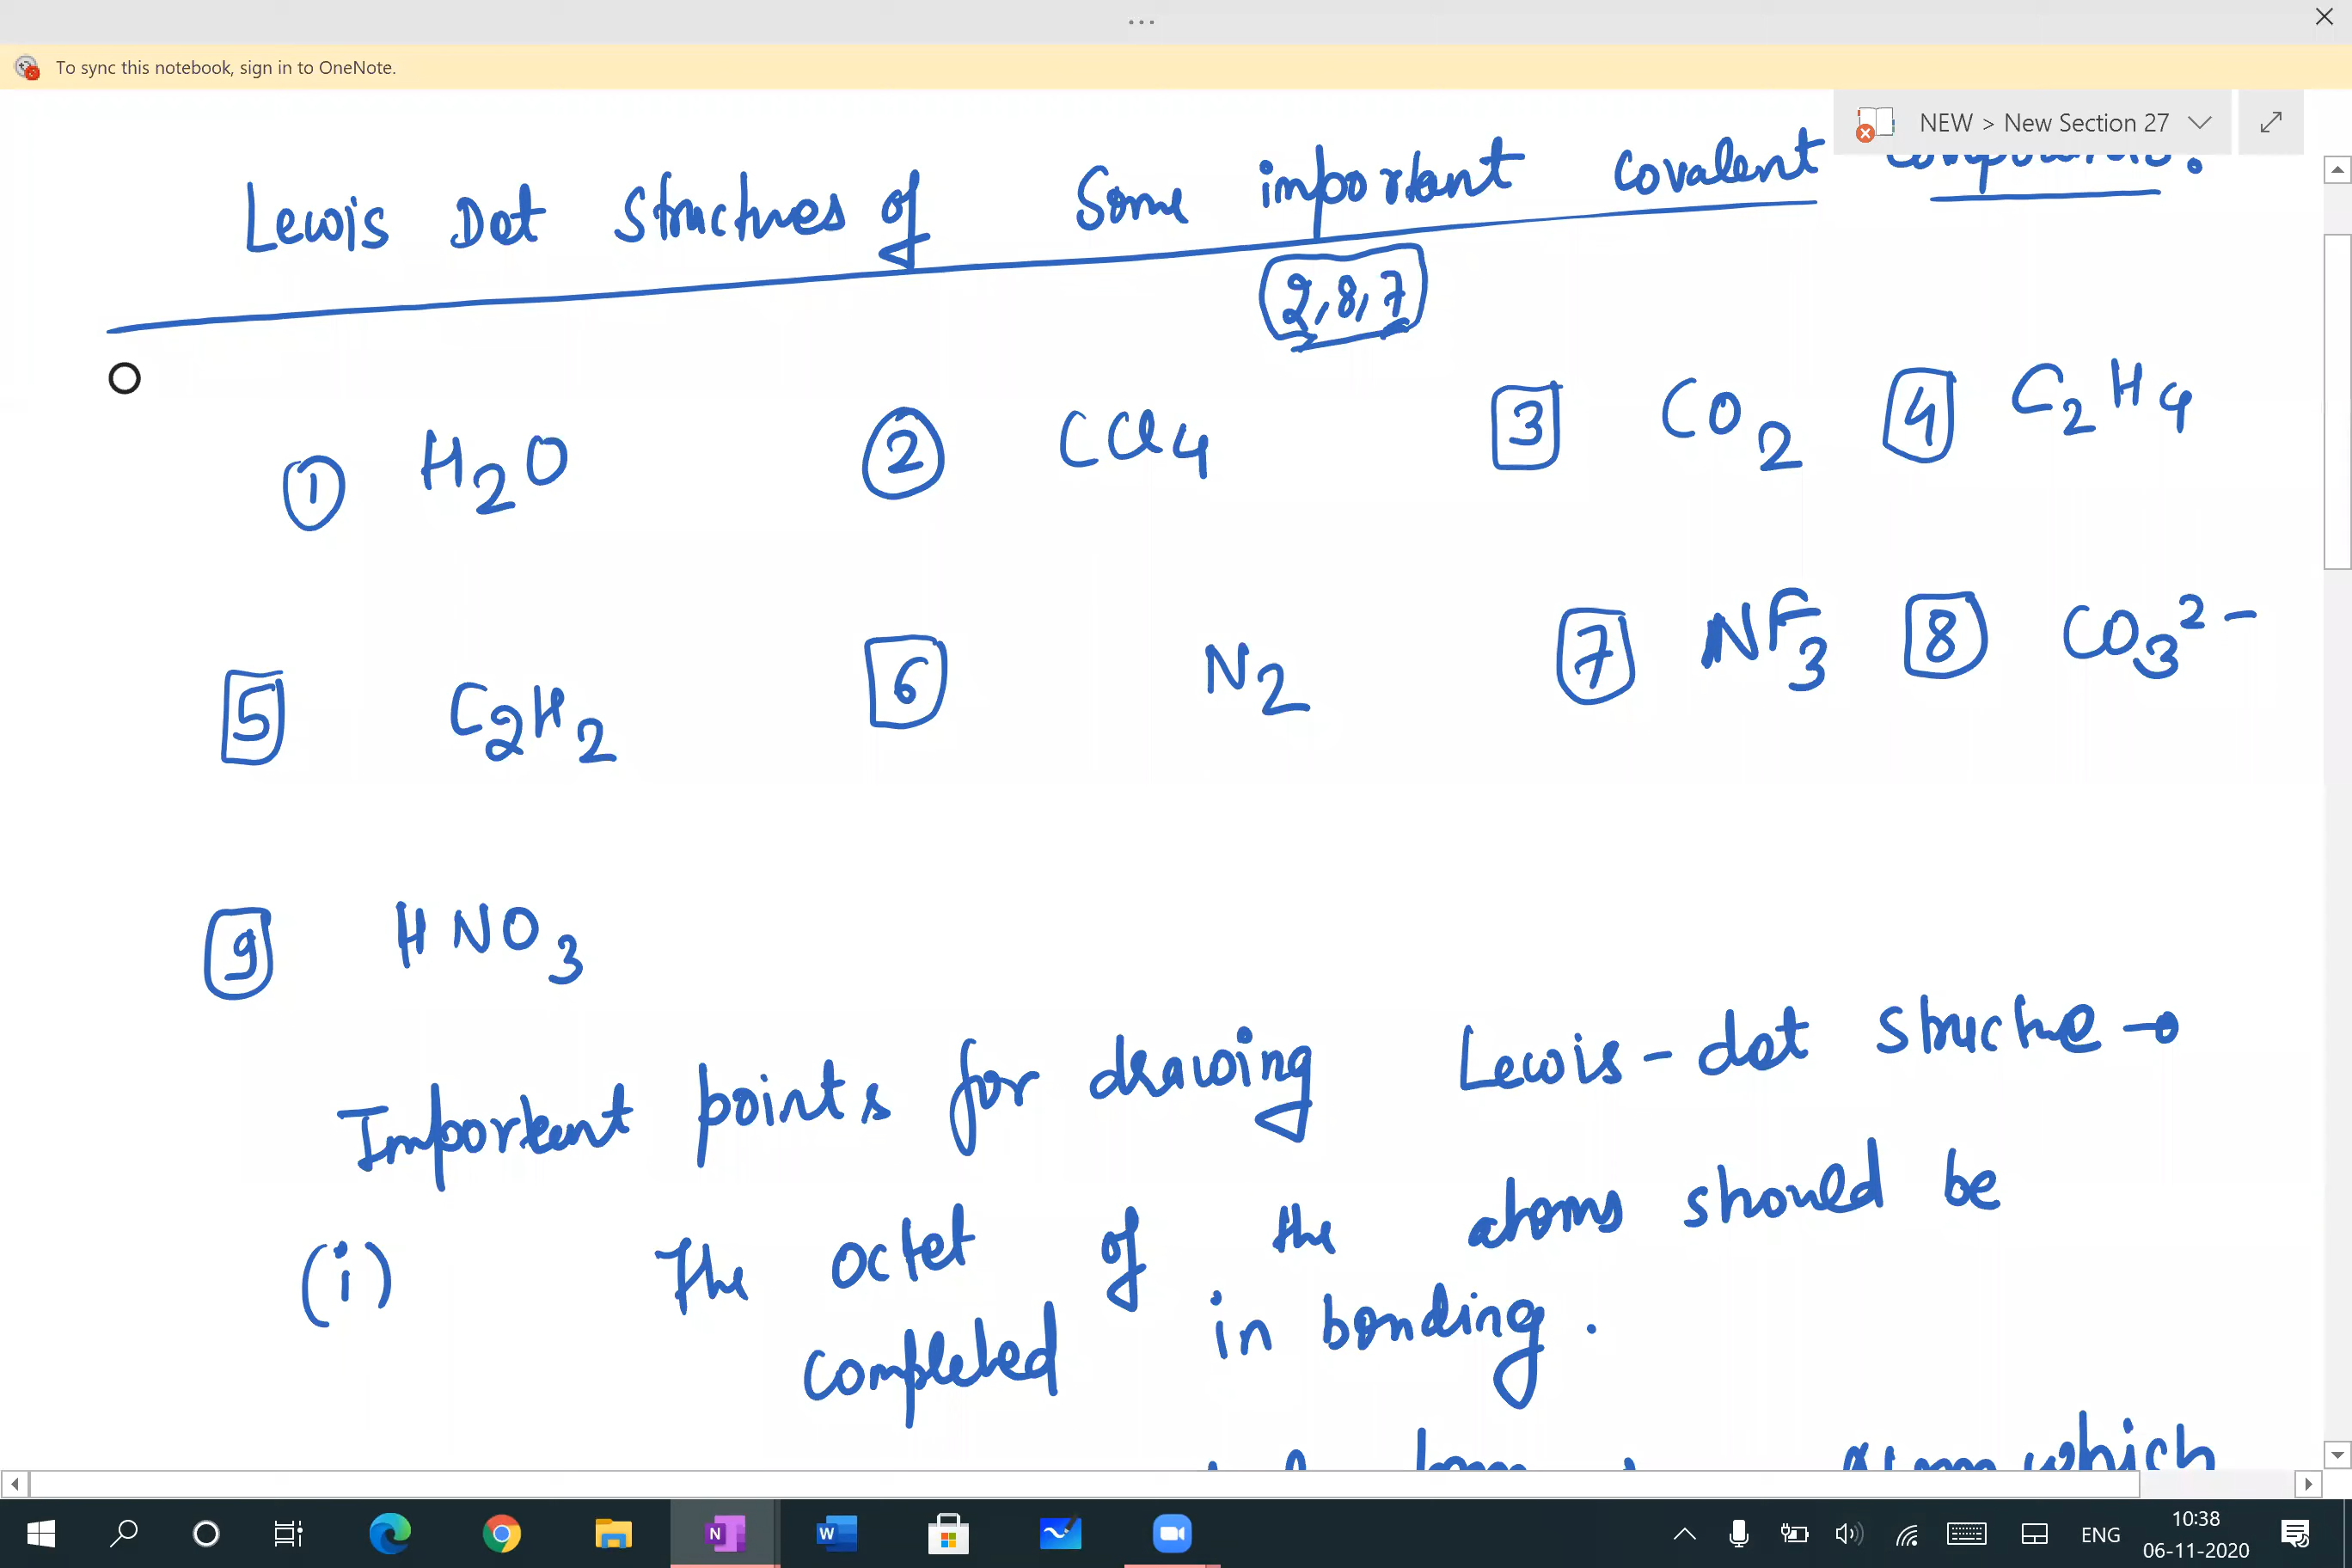 To sync this notebook, sign in to OneNote.
NEW > New Section 27
Lewis Dot Structures of Some important covalent compounds.
2,8,7
① H₂O ② CCl₄ 3 CO₂ 4 C₂H₄
5 C₂H₂ 6 N₂ 7 NF₃ 8 CO₃²⁻
9 HNO₃
Important points for drawing Lewis-dot structure
(i) The octet of the atoms should be
completed in bonding.
which
ENG
10:38
06-11-2020